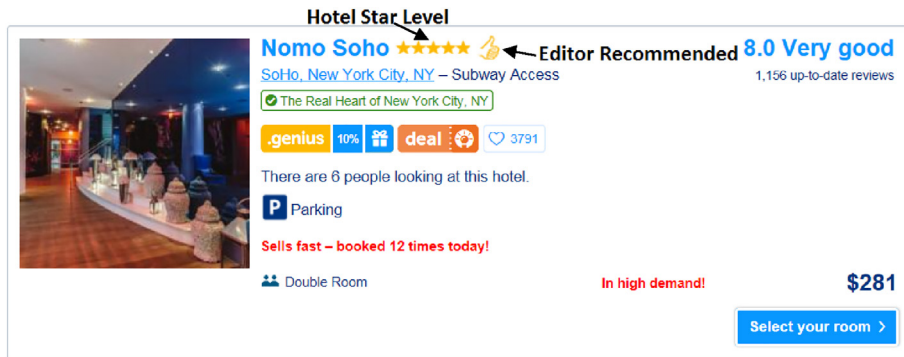 Hotel Star Level
Nomo Soho
Editor Recommended
8.0 Very good
SoHo, New York City, NY – Subway Access
1,156 up-to-date reviews
The Real Heart of New York City, NY
.genius 10% deal 3791
There are 6 people looking at this hotel.
P Parking
Sells fast – booked 12 times today!
Double Room In high demand! $281
Select your room >